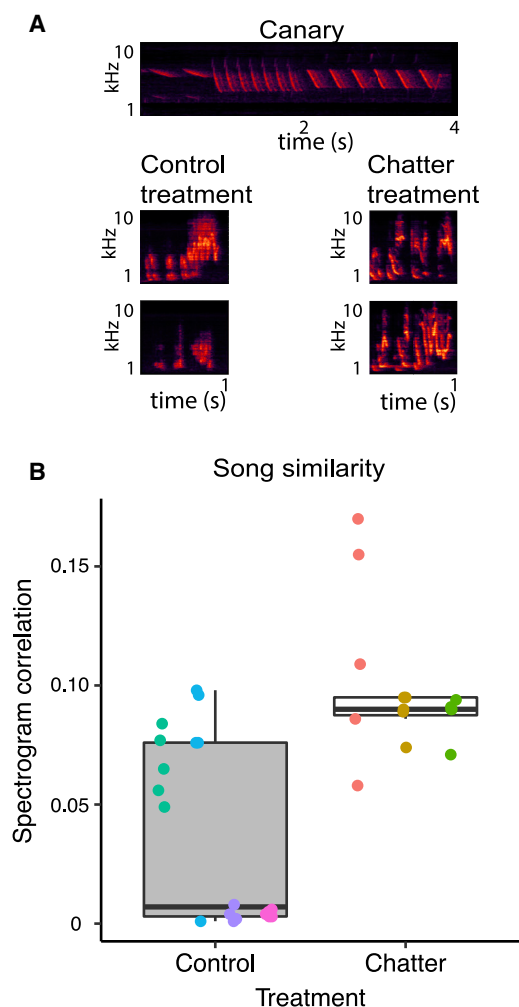 A
Canary
10
kHz
1
2
4
time (s)
Control
treatment
Chatter
treatment
10
kHz
1
10
kHz
1
10
kHz
1
1
time (s)
10
kHz
1
1
time (s)
B
Song similarity
Spectrogram correlation
0.15
0.10
0.05
0
Control
Chatter
Treatment